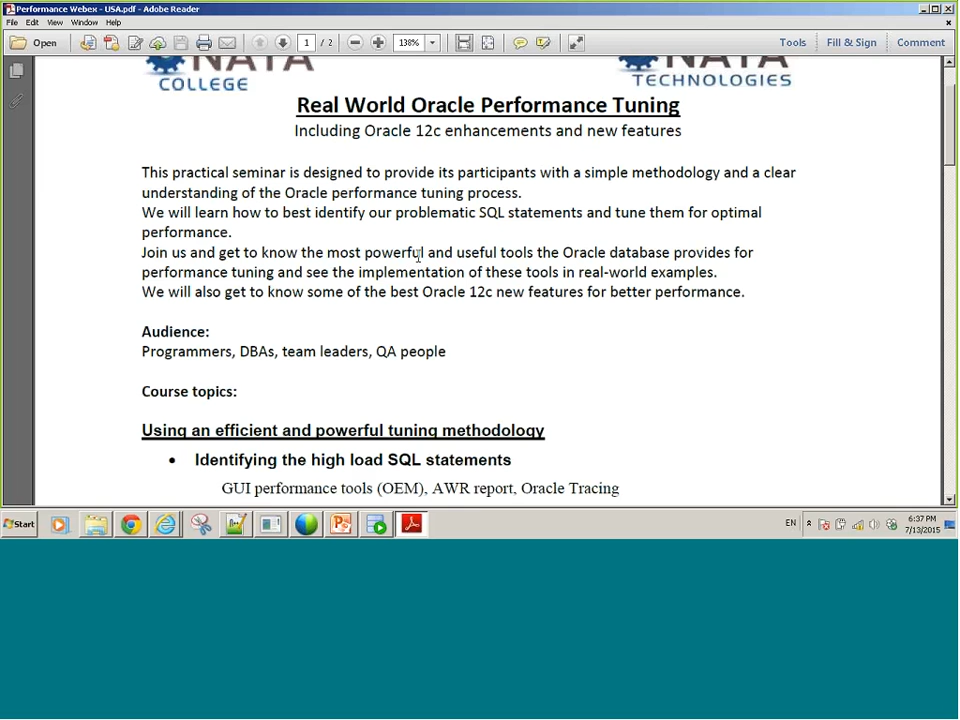 Performance Webex - USA.pdf - Adobe Reader
File Edit View Window Help
Open 1 / 2 138% Tools Fill & Sign Comment
NAYA
COLLEGE
TECHNOLOGIES
Real World Oracle Performance Tuning
Including Oracle 12c enhancements and new features
This practical seminar is designed to provide its participants with a simple methodology and a clear
understanding of the Oracle performance tuning process.
We will learn how to best identify our problematic SQL statements and tune them for optimal
performance.
Join us and get to know the most powerful and useful tools the Oracle database provides for
performance tuning and see the implementation of these tools in real-world examples.
We will also get to know some of the best Oracle 12c new features for better performance.
Audience:
Programmers, DBAs, team leaders, QA people
Course topics:
Using an efficient and powerful tuning methodology
• Identifying the high load SQL statements
GUI performance tools (OEM), AWR report, Oracle Tracing
Start EN 6:37 PM
7/13/2015